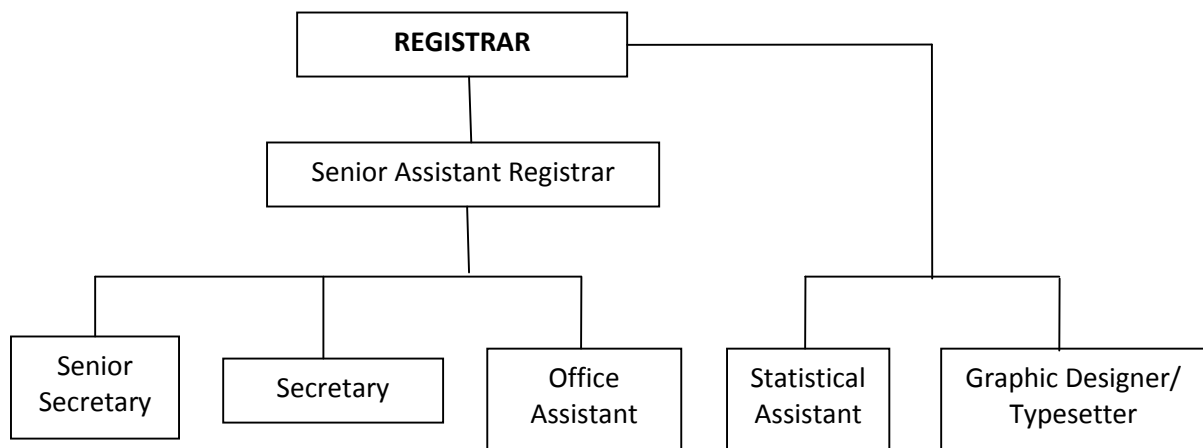 REGISTRAR
Senior Assistant Registrar
Senior
Secretary
Secretary
Office
Assistant
Statistical
Assistant
Graphic Designer/
Typesetter